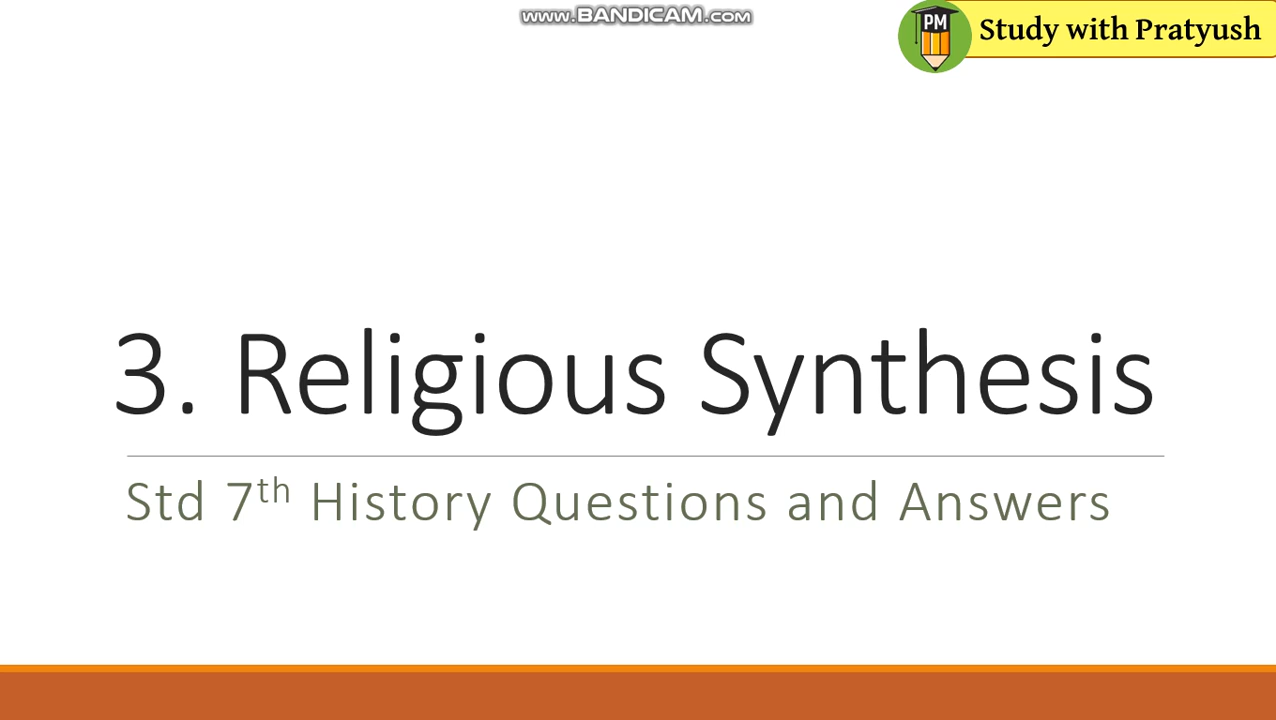 www.BANDICAM.com
PM
Study with Pratyush
3. Religious Synthesis
Std 7th History Questions and Answers